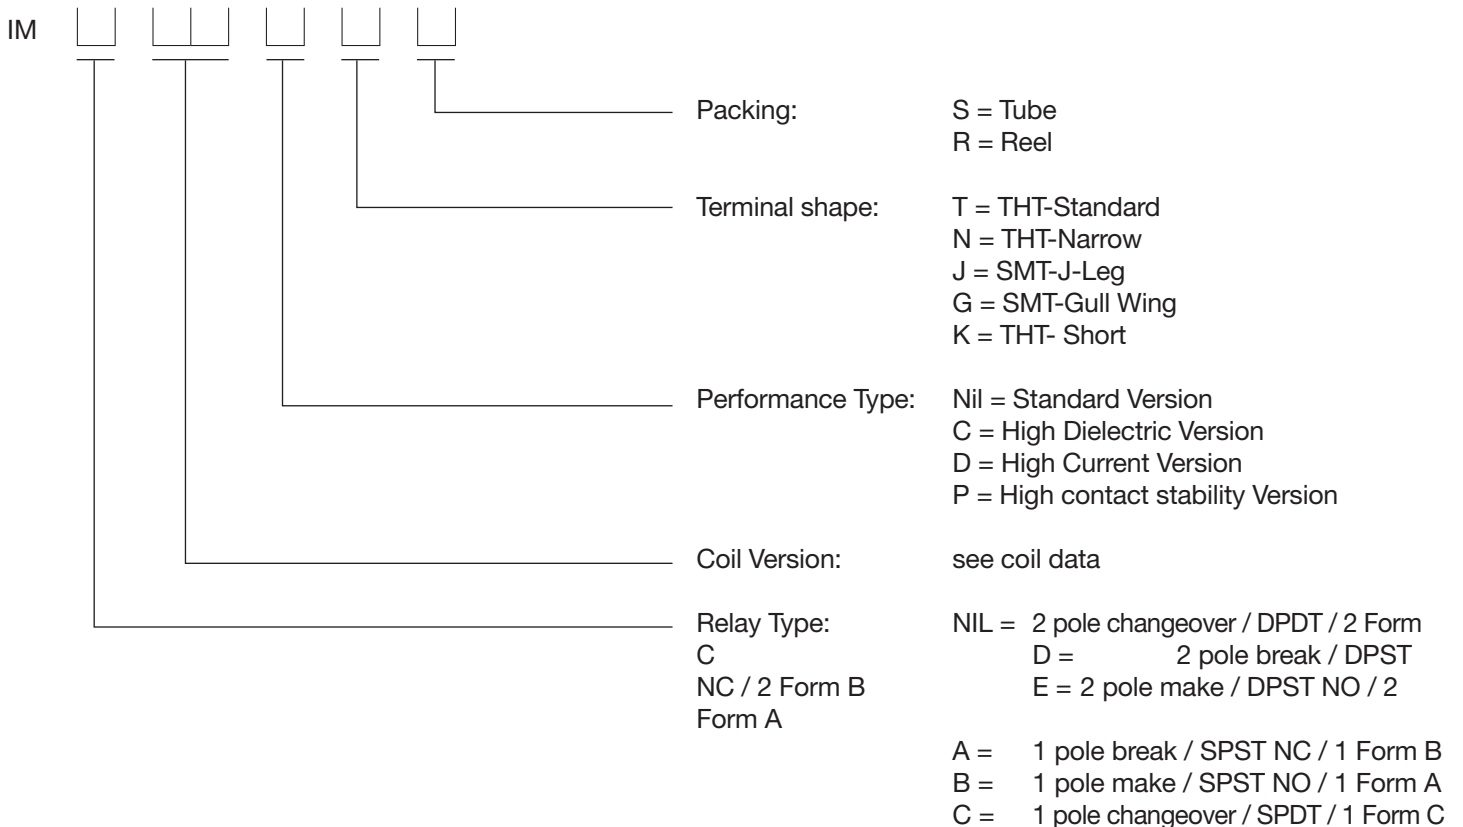 IM
Packing: S = Tube
R = Reel
Terminal shape: T = THT-Standard
N = THT-Narrow
J = SMT-J-Leg
G = SMT-Gull Wing
K = THT- Short
Performance Type: Nil = Standard Version
C = High Dielectric Version
D = High Current Version
P = High contact stability Version
Coil Version: see coil data
Relay Type: NIL = 2 pole changeover / DPDT / 2 Form
C D = 2 pole break / DPST
NC / 2 Form B E = 2 pole make / DPST NO / 2
Form A
A = 1 pole break / SPST NC / 1 Form B
B = 1 pole make / SPST NO / 1 Form A
C = 1 pole changeover / SPDT / 1 Form C